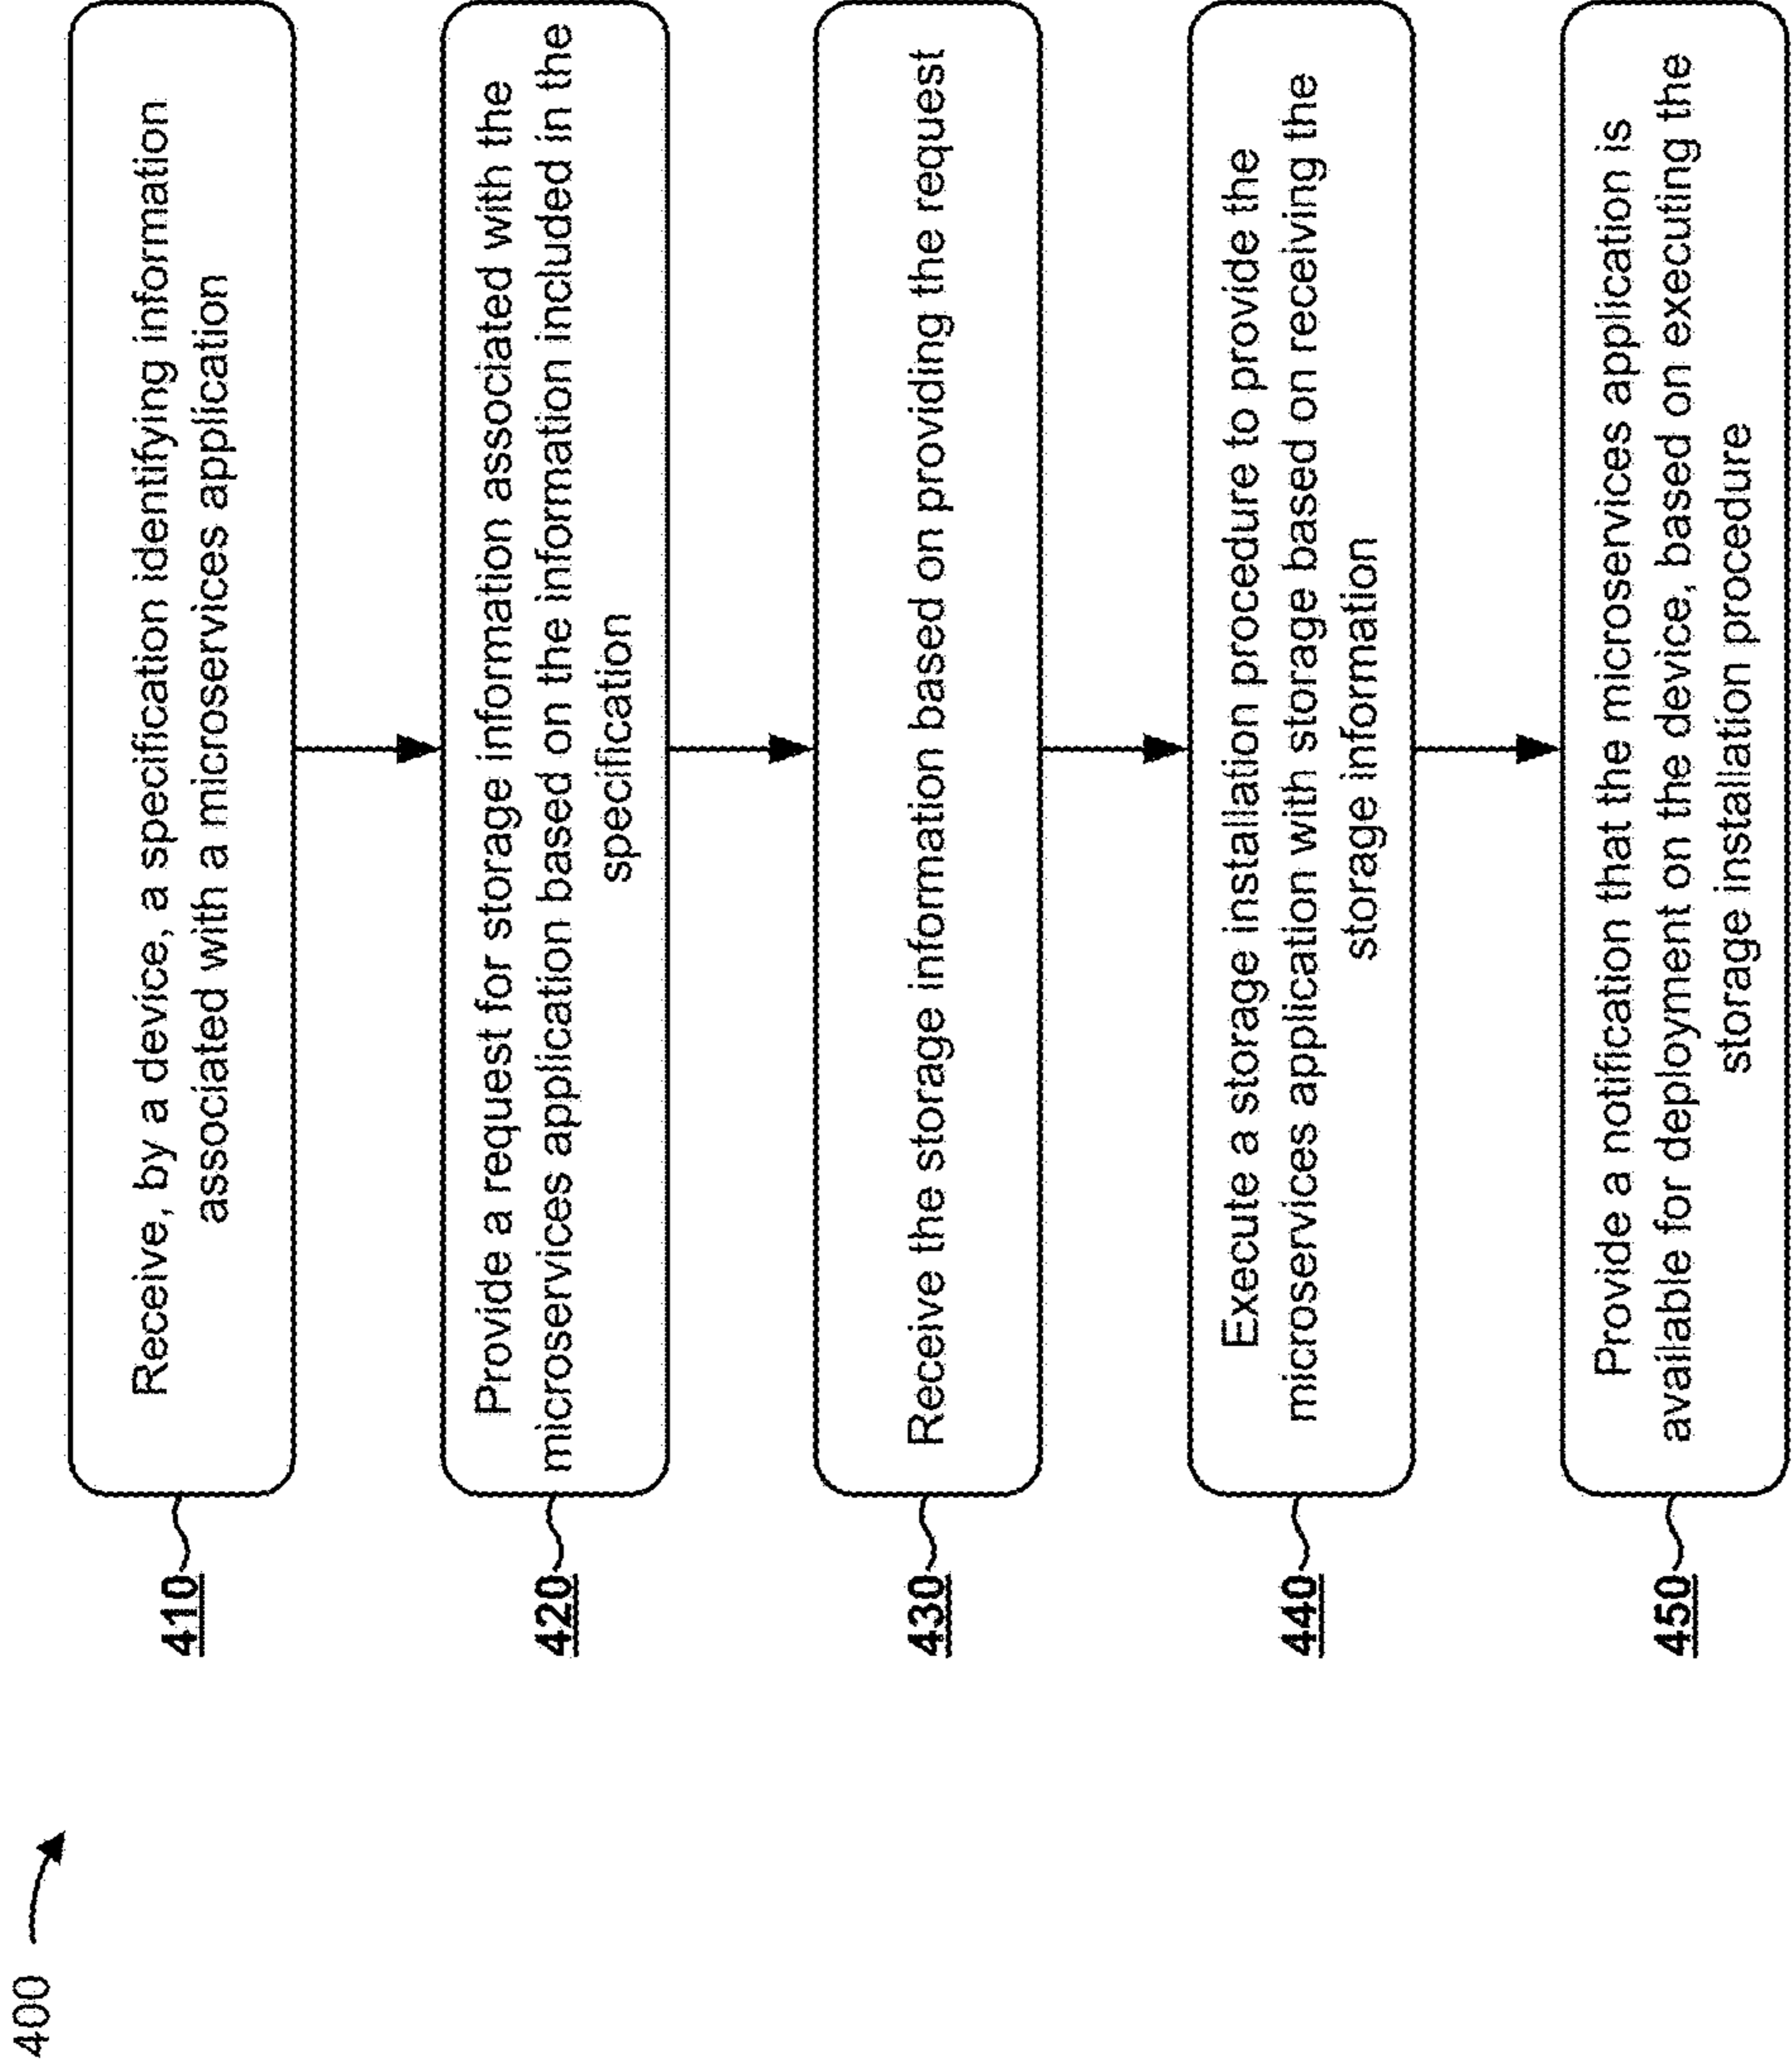 400
410
Receive, by a device, a specification identifying information
associated with a microservices application
420
Provide a request for storage information associated with the
microservices application based on the information included in the
specification
430
Receive the storage information based on providing the request
440
Execute a storage installation procedure to provide the
microservices application with storage based on receiving the
storage information
450
Provide a notification that the microservices application is
available for deployment on the device, based on executing the
storage installation procedure